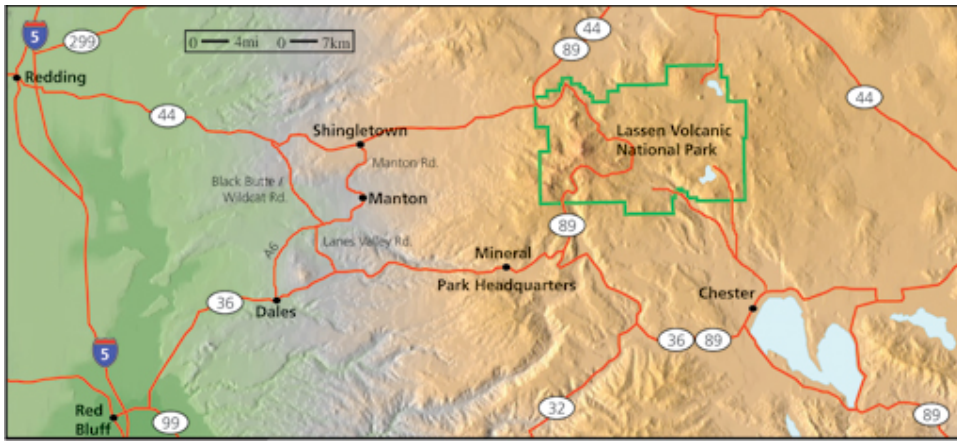 5
299
0 4mi 0 7km
44
89
Redding
44
44
Shingletown
Lassen Volcanic
National Park
Manton Rd.
Black Butte /
Wildcat Rd.
Manton
89
A6
Lanes Valley Rd.
Mineral
Park Headquarters
Chester
36
Dales
36
89
5
32
Red
Bluff
99
89